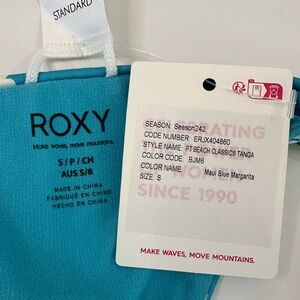 STANDARD
ROXY
Make waves, move mountains.
S/P/CH
AUS S/8
MADE IN CHINA
FABRIQUÉ EN CHINE
HECHO EN CHINA
SEASON: Season242
CODE NUMBER: ERJX404660
STYLE NAME: PT BEACH CLASSICS TANGA
COLOR CODE: BJM6
COLOR NAME: Maui Blue Margarita
SIZE: S
SINCE 1990
MAKE WAVES, MOVE MOUNTAINS.